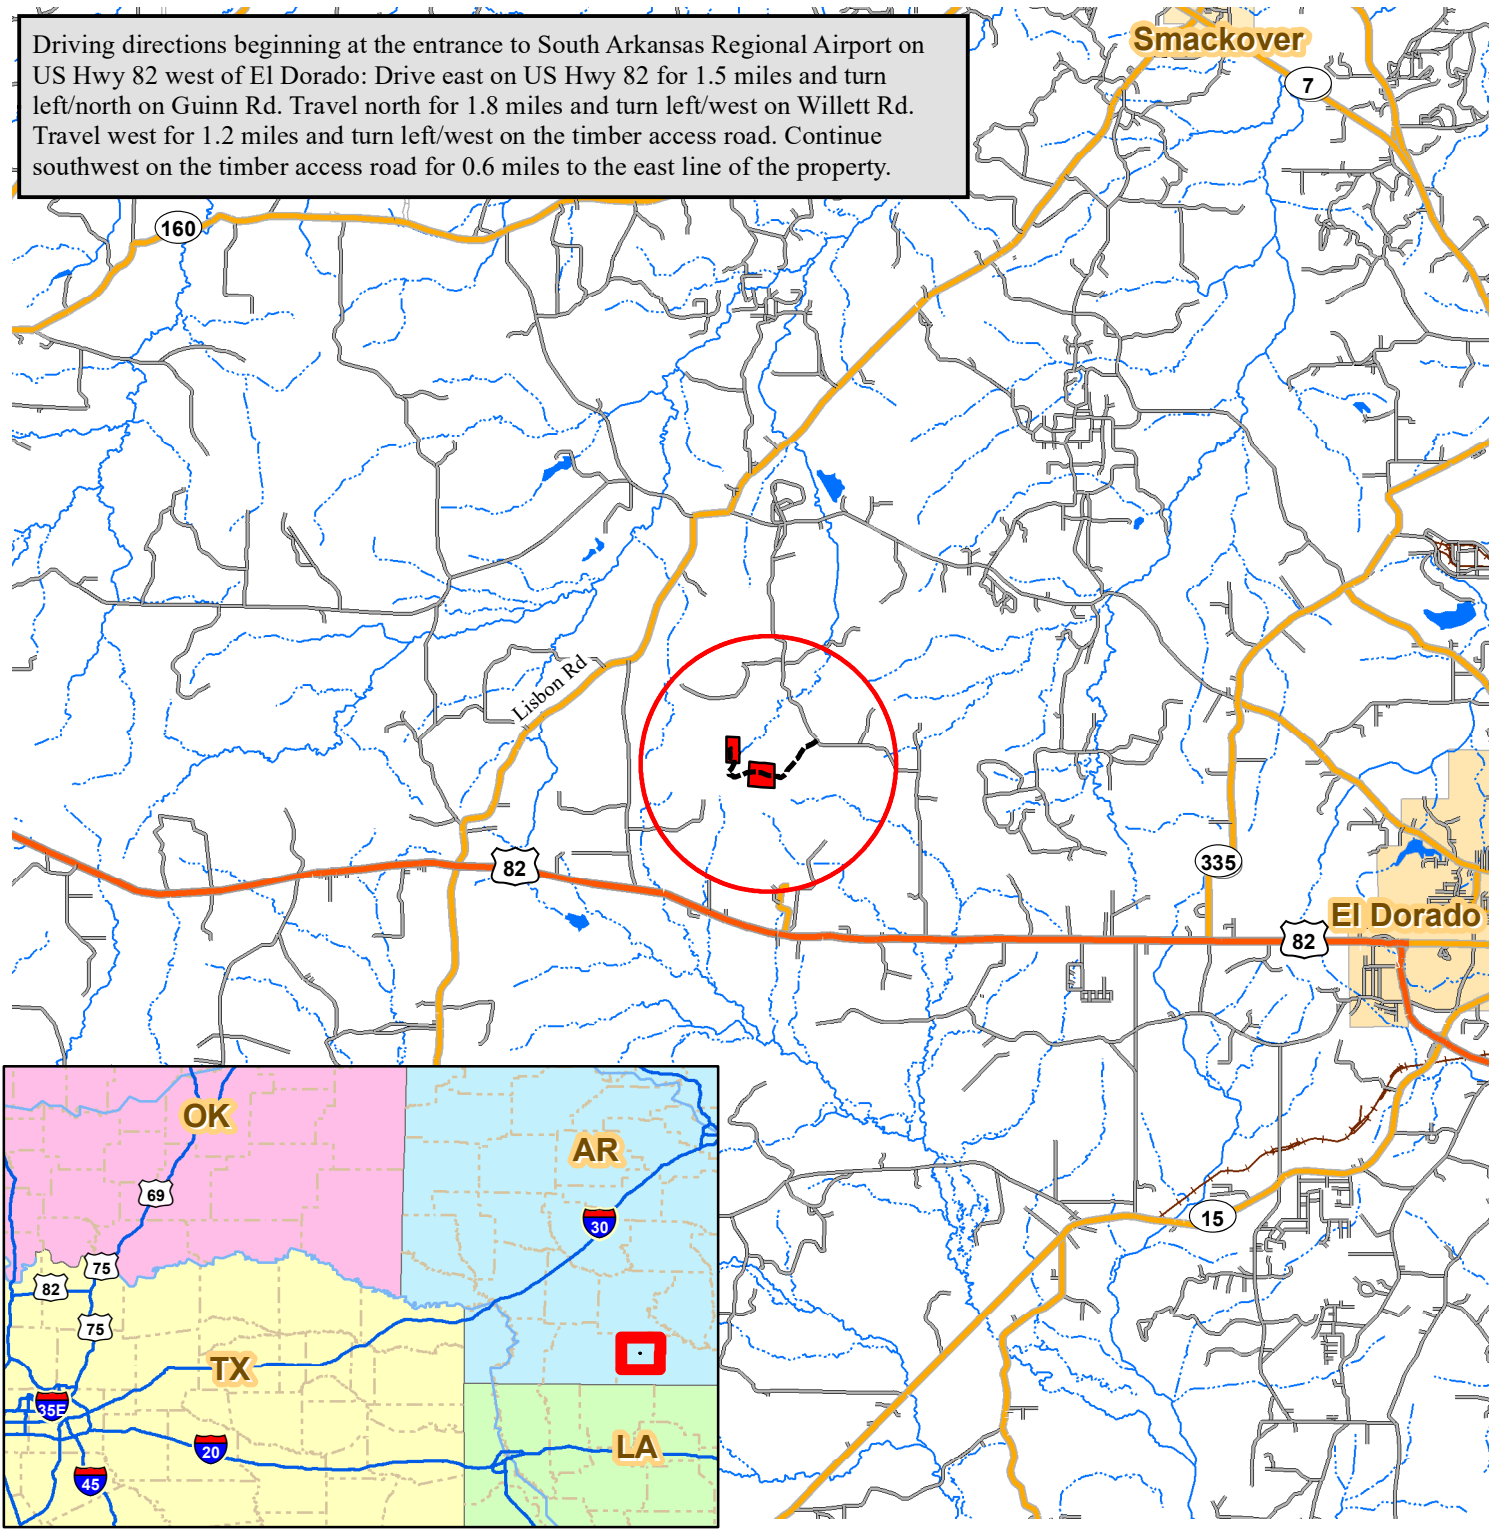 Driving directions beginning at the entrance to South Arkansas Regional Airport on
US Hwy 82 west of El Dorado: Drive east on US Hwy 82 for 1.5 miles and turn
left/north on Guinn Rd. Travel north for 1.8 miles and turn left/west on Willett Rd.
Travel west for 1.2 miles and turn left/west on the timber access road. Continue
southwest on the timber access road for 0.6 miles to the east line of the property.
Smackover
7
160
Lisbon Rd
82
335
El Dorado
82
15
OK
AR
69
30
75
82
75
TX
35E
20
LA
45